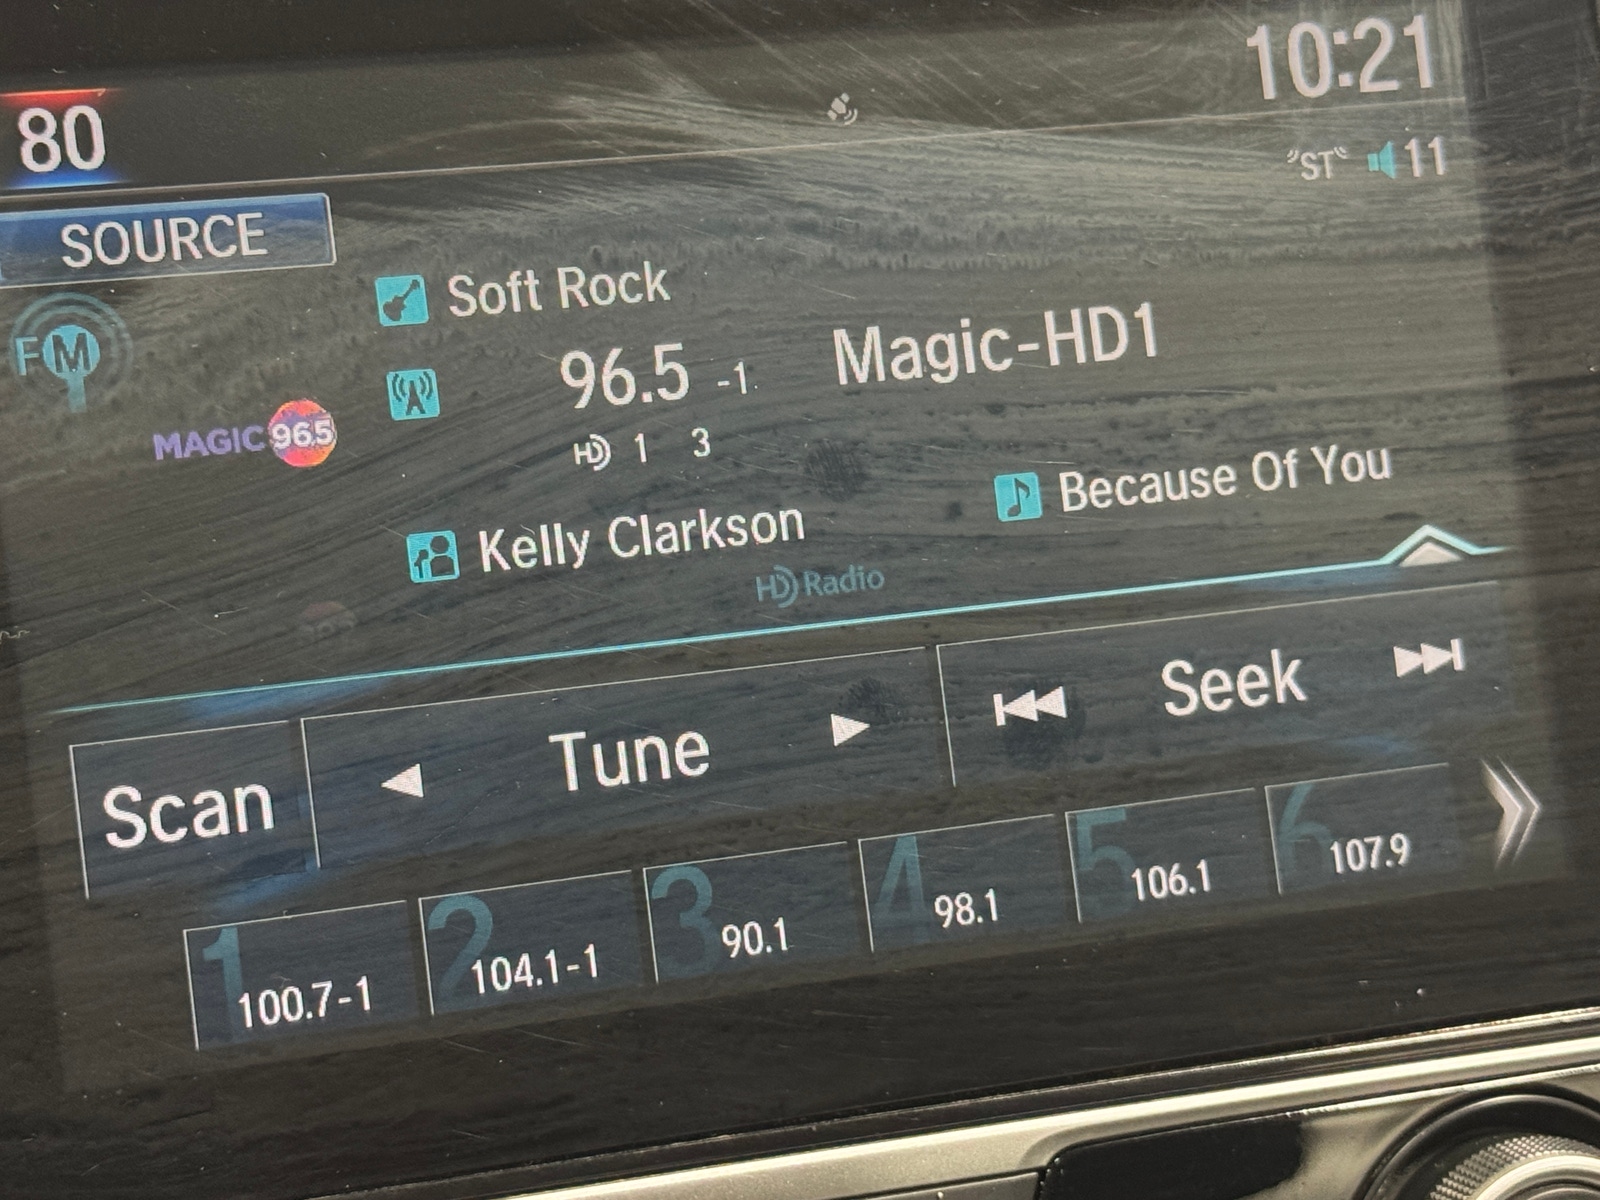 10:21
80
ST 11
SOURCE
Soft Rock
FM
96.5 -1 Magic-HD1
MAGIC 96.5
HD 1 3
Kelly Clarkson
Because Of You
HD Radio
Scan
Tune
Seek
1 100.7-1
2 104.1-1
3 90.1
4 98.1
5 106.1
6 107.9